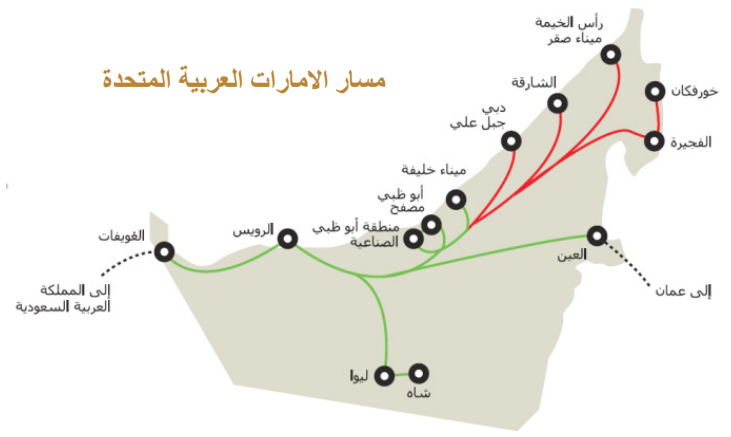 رأس الخيمة
ميناء صقر
مسار الامارات العربية المتحدة
الشارقة
خورفكان
دبي
جبل علي
الفجيرة
ميناء خليفة
أبو ظبي
مصفح
منطقة أبو ظبي
الصناعية
الرويس
الغويفات
العين
إلى المملكة
العربية السعودية
إلى عمان
ليوا
شاه